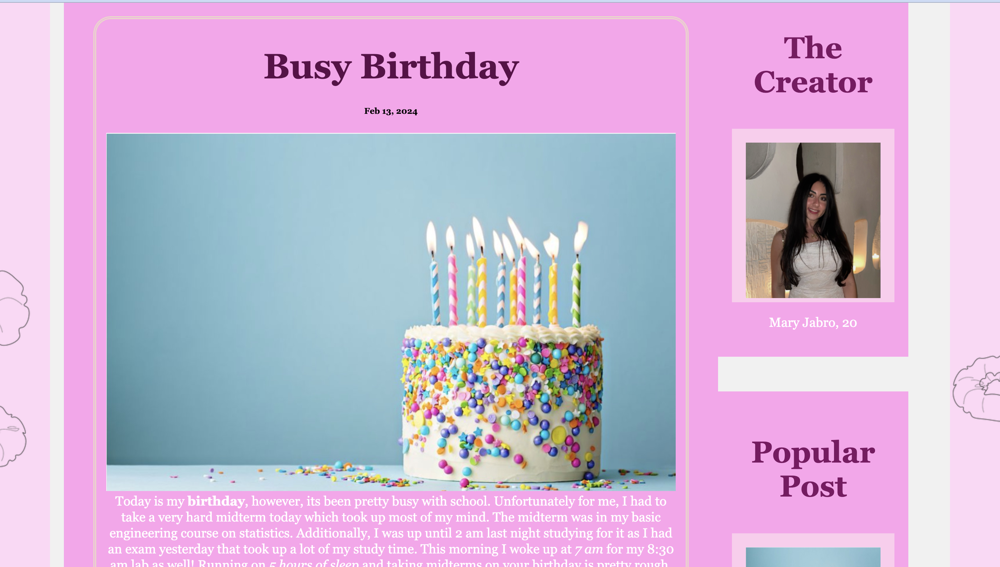 Busy Birthday
Feb 13, 2024
Today is my birthday, however, its been pretty busy with school. Unfortunately for me, I had to
take a very hard midterm today which took up most of my mind. The midterm was in my basic
engineering course on statistics. Additionally, I was up until 2 am last night studying for it as I had
an exam yesterday that took up a lot of my study time. This morning I woke up at 7 am for my 8:30
am lab as well! Running on 5 hours of sleep and taking midterms on your birthday is pretty rough
The
Creator
Mary Jabro, 20
Popular
Post